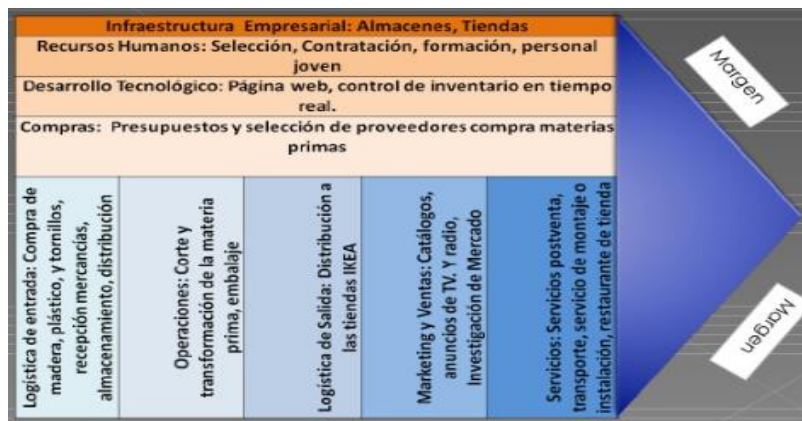 Infraestructura Empresarial: Almacenes, Tiendas
Recursos Humanos: Selección, Contratación, formación, personal
joven
Desarrollo Tecnológico: Página web, control de inventario en tiempo
real.
Compras: Presupuestos y selección de proveedores compra materias
primas
Logística de entrada: Compra de
madera, plástico, y tornillos,
recepción mercancías,
almacenamiento, distribución
Operaciones: Corte y
transformación de la materia
prima, embalaje
Logística de Salida: Distribución a
las tiendas IKEA
Marketing y Ventas: Catálogos,
anuncios de TV. Y radio,
Investigación de Mercado
Servicios: Servicios postventa,
transporte, servicio de montaje o
instalación, restaurante de tienda
Margen
Margen